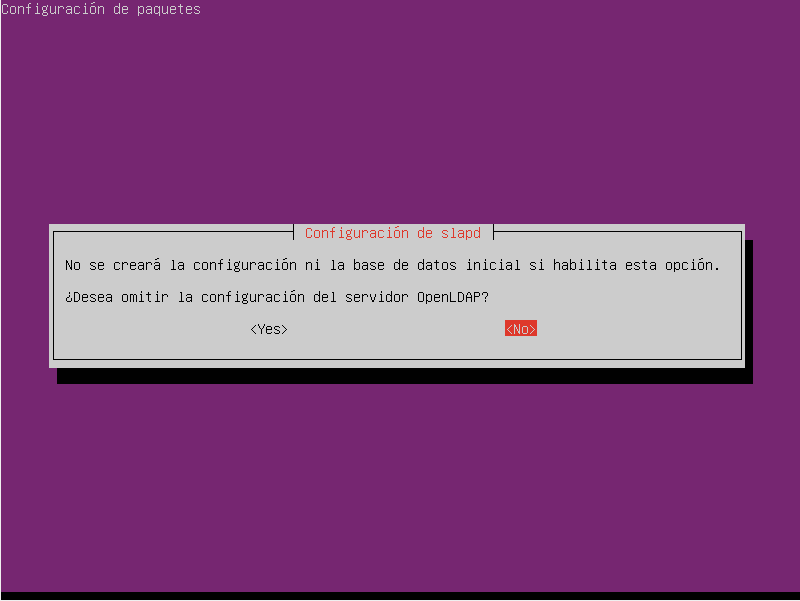 Configuración de paquetes
Configuración de slapd
No se creará la configuración ni la base de datos inicial si habilita esta opción.
¿Desea omitir la configuración del servidor OpenLDAP?
<Yes> <No>